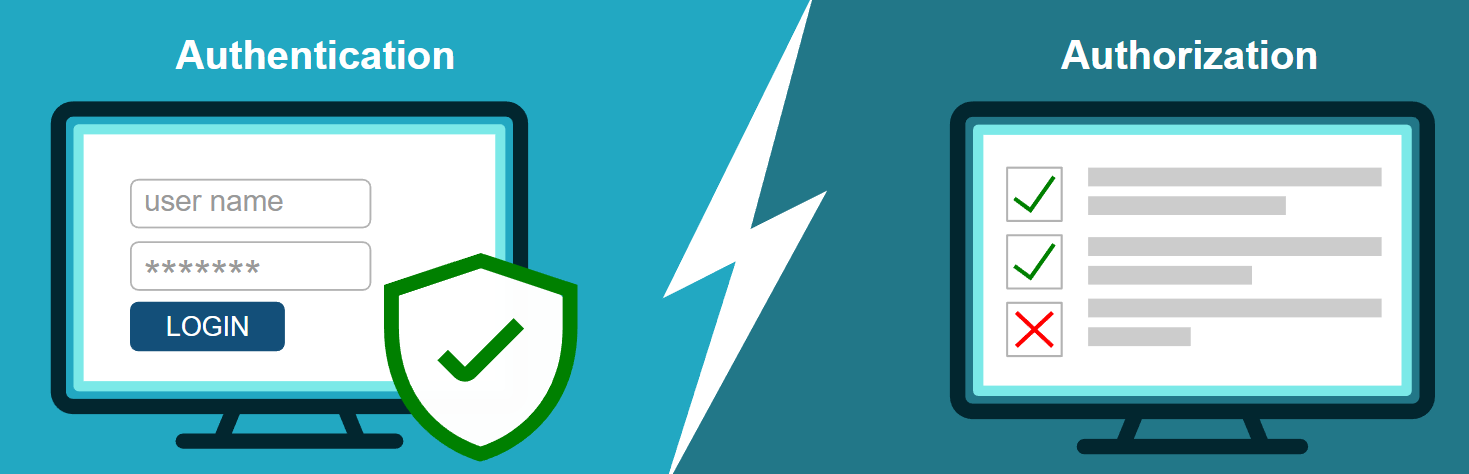 Authentication
user name
*******
LOGIN
Authorization